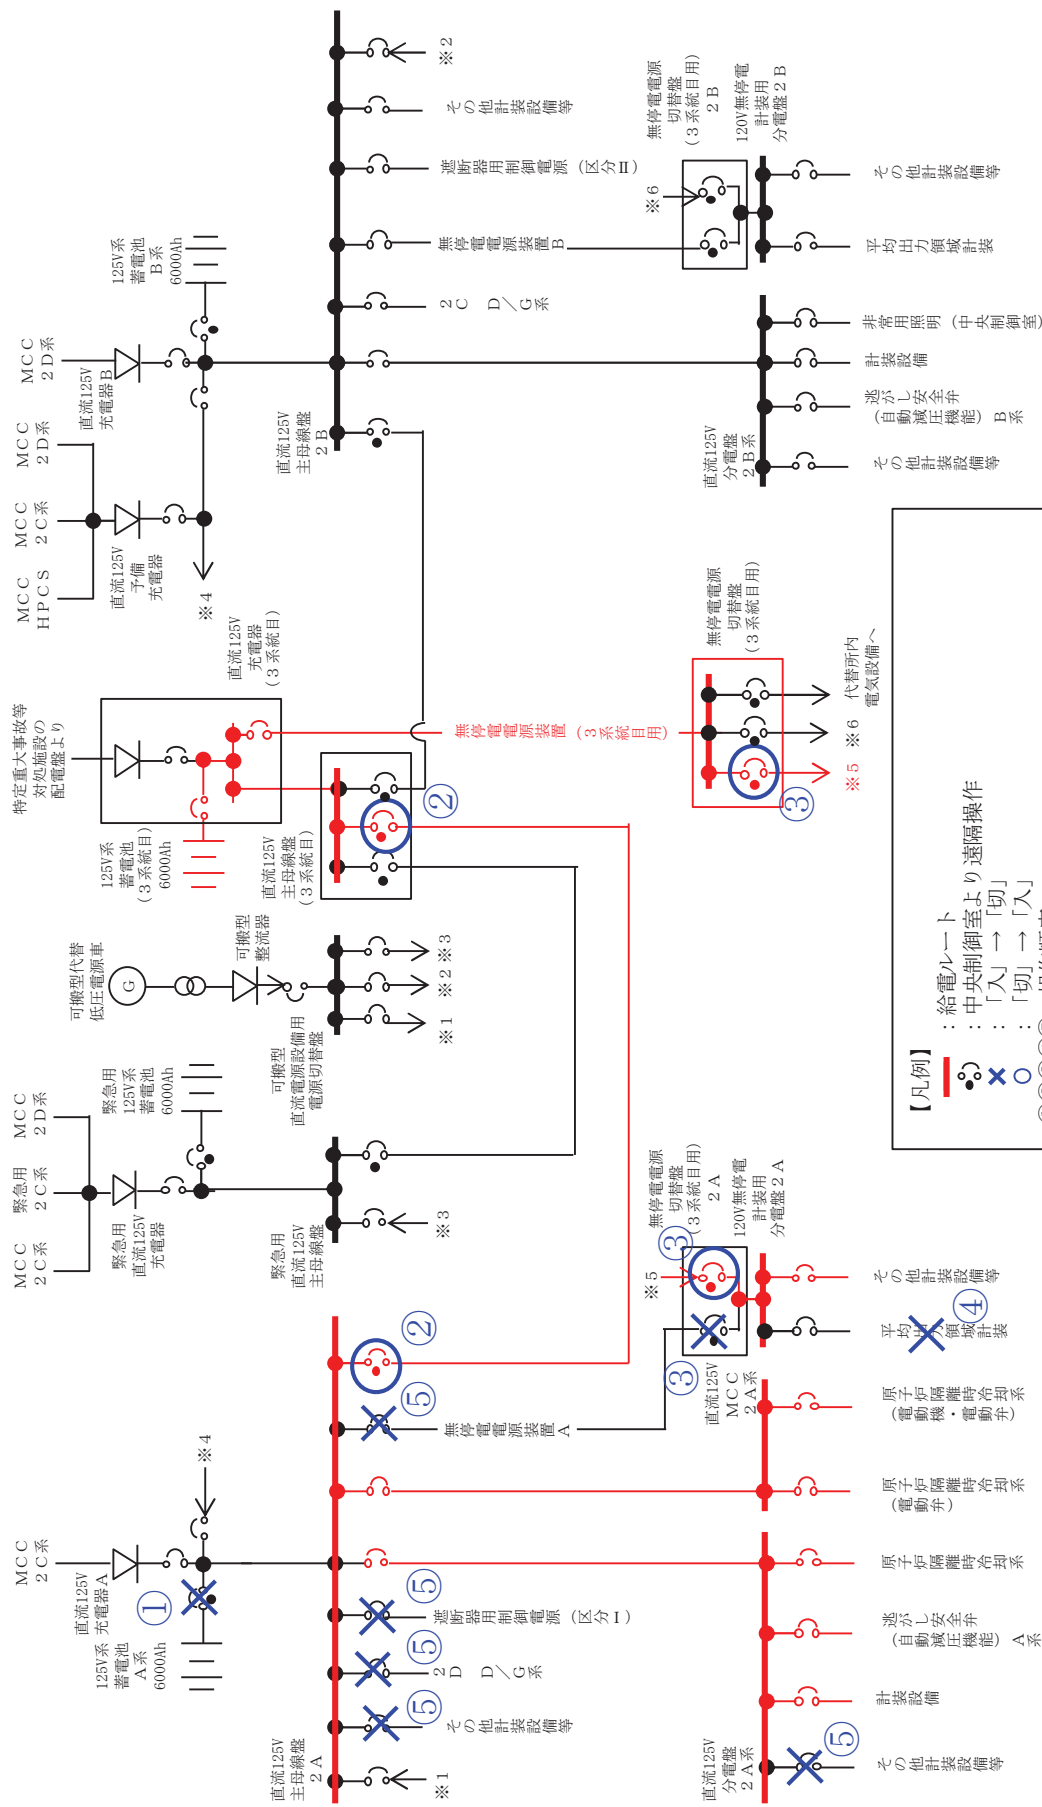 MCC
2C系
直流125V
充電器A
125V系
蓄電池
A系
6000Ah
①
※4
直流125V
主母線盤
2A
※1
その他計装設備等
⑤
2D D／G系
⑤
遮断器用制御電源（区分Ⅰ）
⑤
無停電電源装置A
⑤
②
直流125V
分電盤
2A系
その他計装設備等
⑤
計装設備
逃がし安全弁
（自動減圧機能） A系
原子炉隔離時冷却系
原子炉隔離時冷却系
（電動弁）
原子炉隔離時冷却系
（電動機・電動弁）
直流125V
MCC
2A系
無停電電源
切替盤
(３系統目用)
2A
※5
③
③
120V無停電
計装用
分電盤2A
平均出力領域計装
④
その他計装設備等
MCC
2C系
緊急用
2C系
MCC
2D系
緊急用
直流125V
充電器
緊急用
125V系
蓄電池
6000Ah
緊急用
直流125V
主母線盤
※3
可搬型代替
低圧電源車
G
可搬型
整流器
可搬型
直流電源設備用
電源切替盤
※1
※2
※3
特定重大事故等
対処施設の
配電盤より
直流125V
充電器
(３系統目)
125V系
蓄電池
(３系統目)
6000Ah
直流125V
主母線盤
(３系統目)
②
無停電電源装置（３系統目用）
無停電電源
切替盤
(３系統目用)
③
※5
※6
代替所内
電気設備へ
MCC
HPCS
MCC
2C系
MCC
2D系
直流125V
予備
充電器
※4
MCC
2D系
直流125V
充電器B
125V系
蓄電池
B系
6000Ah
直流125V
主母線盤
2B
2C D／G系
無停電電源装置B
遮断器用制御電源（区分Ⅱ）
その他計装設備等
※2
無停電電源
切替盤
(３系統目用)
2B
※6
120V無停電
計装用
分電盤2B
平均出力領域計装
その他計装設備等
直流125V
分電盤
2B系
その他計装設備等
逃がし安全弁
（自動減圧機能） B系
計装設備
非常用照明（中央制御室）
【凡例】
：給電ルート
：中央制御室より遠隔操作
：「入」→「切」
：「切」→「入」